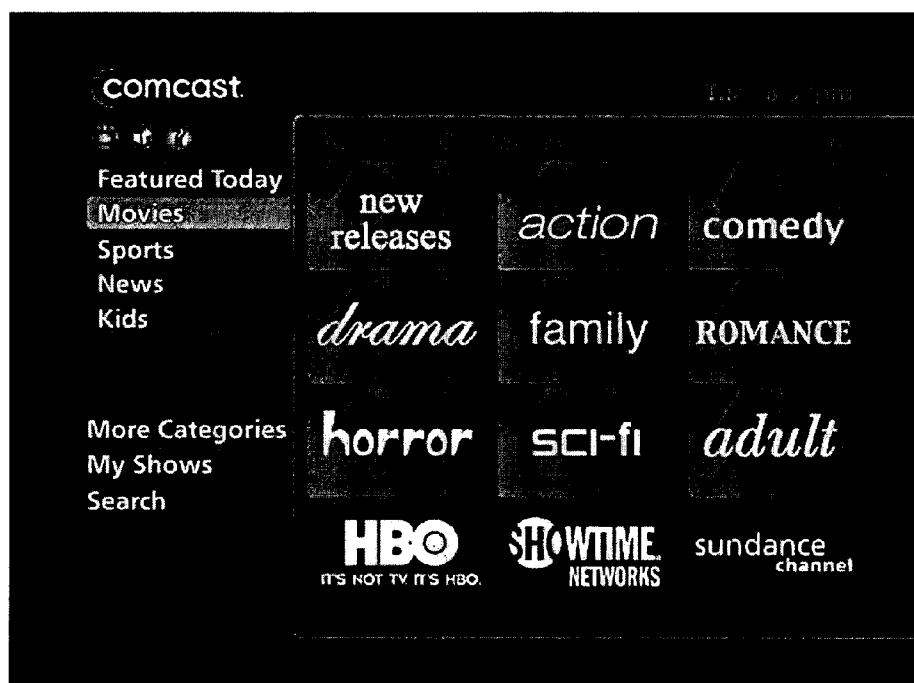 comcast.
Featured Today
Movies
Sports
News
Kids
More Categories
My Shows
Search
new
releases
action
comedy
drama
family
ROMANCE
horror
sci-fi
adult
HBO
IT'S NOT TV. IT'S HBO.
SHOWTIME.
NETWORKS
sundance
channel